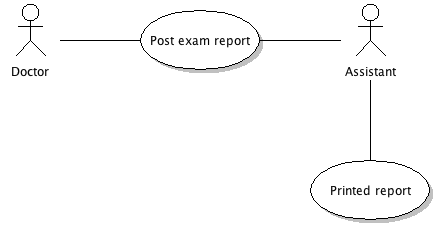 Post exam report
Doctor
Assistant
Printed report